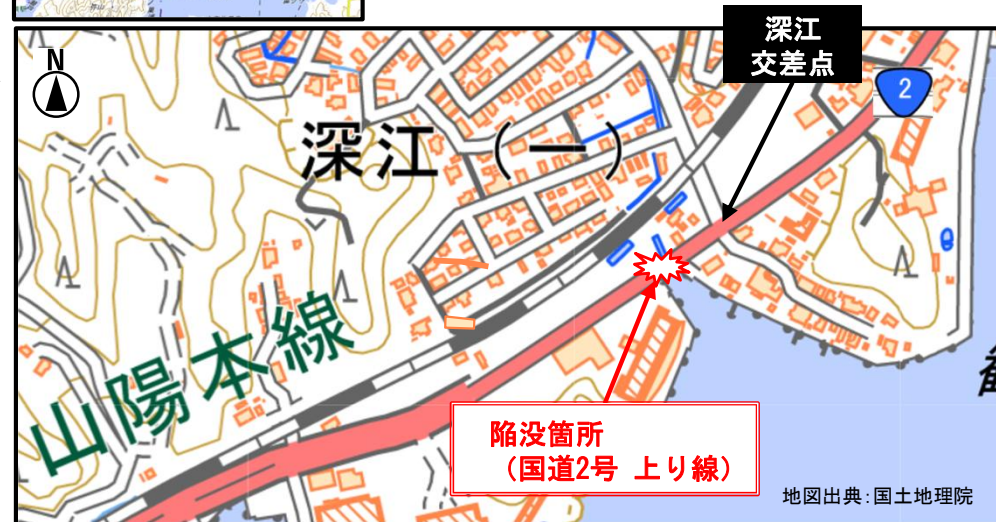 深江
交差点
N
2
深江（一）
山陽本線
陥没箇所
（国道2号 上り線）
地図出典：国土地理院